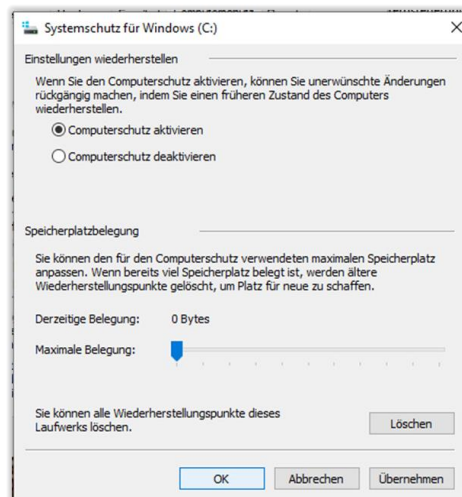 Systemschutz für Windows (C:)
Einstellungen wiederherstellen
Wenn Sie den Computerschutz aktivieren, können Sie unerwünschte Änderungen
rückgängig machen, indem Sie einen früheren Zustand des Computers
wiederherstellen.
Computerschutz aktivieren
Computerschutz deaktivieren
Speicherplatzbelegung
Sie können den für den Computerschutz verwendeten maximalen Speicherplatz
anpassen. Wenn bereits viel Speicherplatz belegt ist, werden ältere
Wiederherstellungspunkte gelöscht, um Platz für neue zu schaffen.
Derzeitige Belegung: 0 Bytes
Maximale Belegung:
Sie können alle Wiederherstellungspunkte dieses
Laufwerks löschen.
Löschen
OK Abbrechen Übernehmen